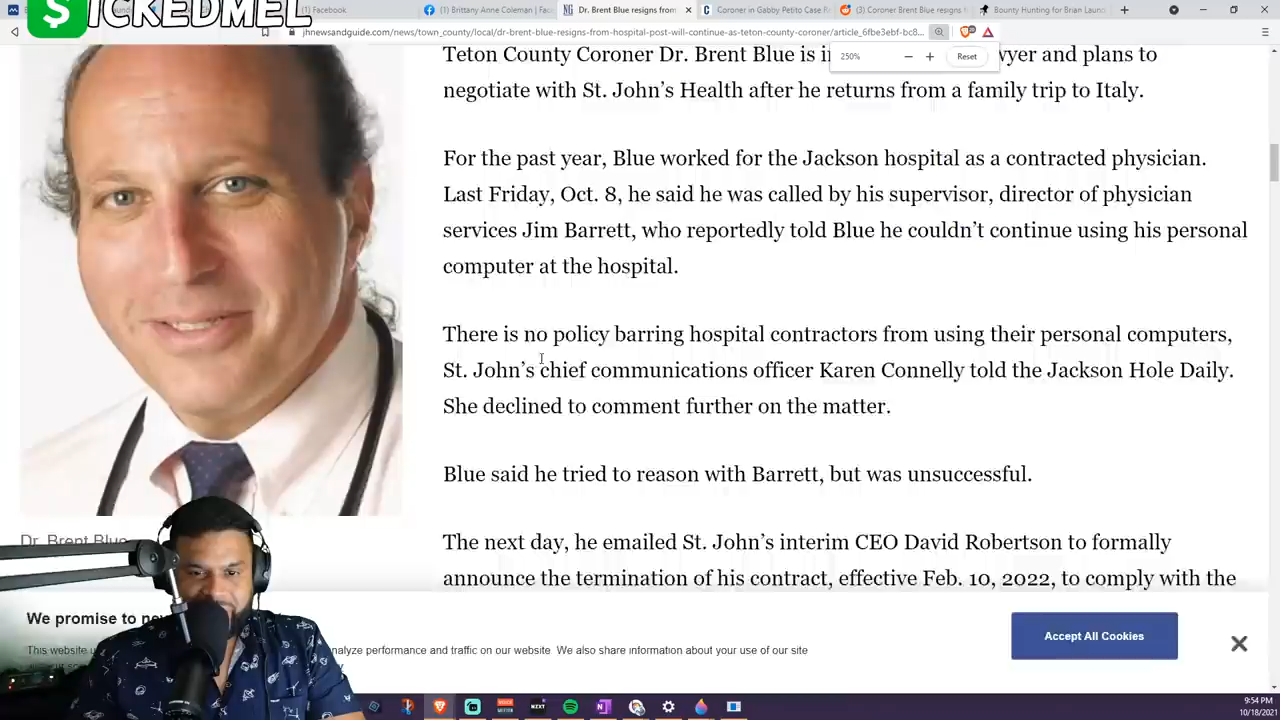 ICKEDMEL
(1) Facebook
(1) Brittany Anne Coleman | Fac
Dr. Brent Blue resigns from
Coroner in Gabby Petito Case R
(3) Coroner Brent Blue resigns fr
Bounty Hunting for Brian Laun
jhnewsandguide.com/news/town_county/local/dr-brent-blue-resigns-from-hospital-post-will-continue-as-teton-county-coroner/article_6fbe3ebf-bc8...
250%
Reset
Teton County Coroner Dr. Brent Blue is in wyer and plans to
negotiate with St. John’s Health after he returns from a family trip to Italy.
For the past year, Blue worked for the Jackson hospital as a contracted physician.
Last Friday, Oct. 8, he said he was called by his supervisor, director of physician
services Jim Barrett, who reportedly told Blue he couldn’t continue using his personal
computer at the hospital.
There is no policy barring hospital contractors from using their personal computers,
St. John’s chief communications officer Karen Connelly told the Jackson Hole Daily.
She declined to comment further on the matter.
Blue said he tried to reason with Barrett, but was unsuccessful.
The next day, he emailed St. John’s interim CEO David Robertson to formally
announce the termination of his contract, effective Feb. 10, 2022, to comply with the
Dr. Brent Blue
We promise to
This website
analyze performance and traffic on our website. We also share information about your use of our site
Accept All Cookies
9:54 PM
10/18/2021